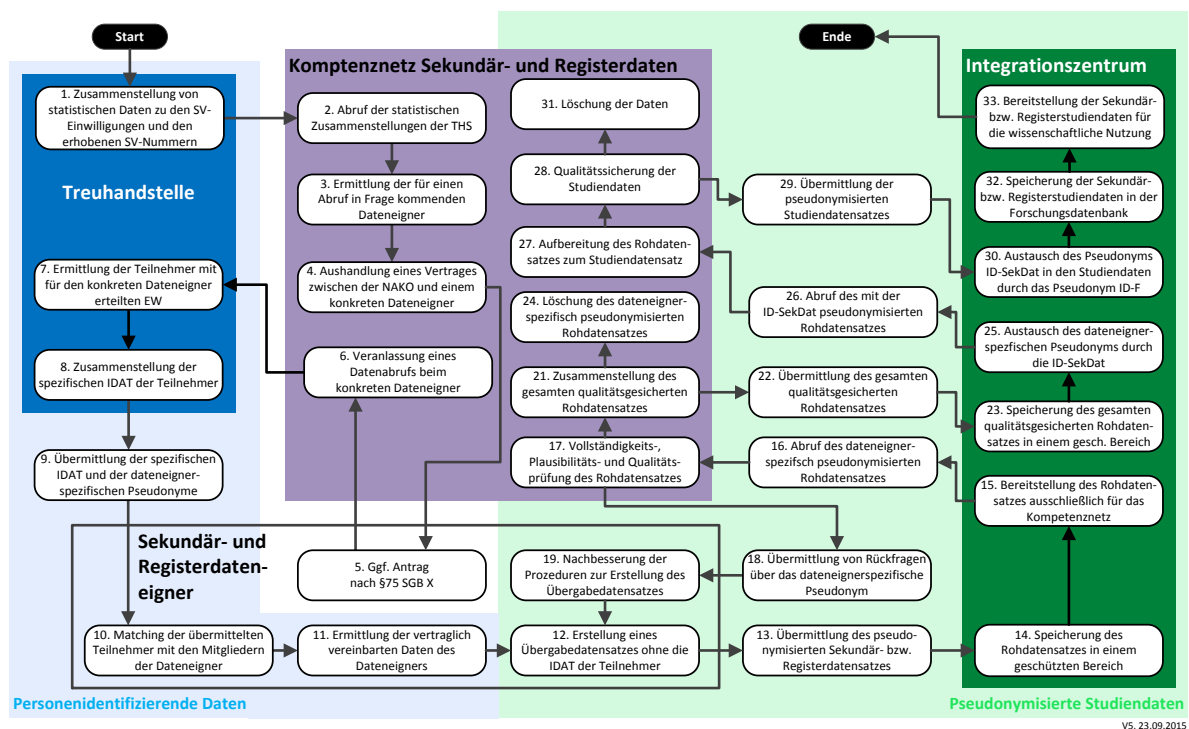 Start
Ende
Komptenznetz Sekundär- und Registerdaten
Integrationszentrum
1. Zusammenstellung von
statistischen Daten zu den SV-
Einwilligungen und den
erhobenen SV-Nummern
Treuhandstelle
2. Abruf der statistischen
Zusammenstellungen der THS
3. Ermittlung der für einen
Abruf in Frage kommenden
Dateneigner
4. Aushandlung eines Vertrages
zwischen der NAKO und einem
konkreten Dateneigner
6. Veranlassung eines
Datenabrufs beim
konkreten Dateneigner
7. Ermittlung der Teilnehmer mit
für den konkreten Dateneigner
erteilten EW
8. Zusammenstellung der
spezifischen IDAT der Teilnehmer
9. Übermittlung der spezifischen
IDAT und der dateneigner-
spezifischen Pseudonyme
31. Löschung der Daten
28. Qualitätssicherung der
Studiendaten
27. Aufbereitung des Rohdaten-
satzes zum Studiendatensatz
24. Löschung des dateneigner-
spezifisch pseudonymisierten
Rohdatensatzes
21. Zusammenstellung des
gesamten qualitätsgesicherten
Rohdatensatzes
17. Vollständigkeits-,
Plausibilitäts- und Qualitäts-
prüfung des Rohdatensatzes
29. Übermittlung der
pseudonymisierten
Studiendatensatzes
26. Abruf des mit der
ID-SekDat pseudonymisierten
Rohdatensatzes
22. Übermittlung des gesamten
qualitätsgesicherten
Rohdatensatzes
16. Abruf des dateneigner-
spezifsch pseudonymisierten
Rohdatensatzes
33. Bereitstellung der Sekundär-
bzw. Registerstudiendaten für
die wissenschaftliche Nutzung
32. Speicherung der Sekundär-
bzw. Registerstudiendaten in der
Forschungsdatenbank
30. Austausch des Pseudonyms
ID-SekDat in den Studiendaten
durch das Pseudonym ID-F
25. Austausch des dateneigner-
spezfischen Pseudonyms durch
die ID-SekDat
23. Speicherung des gesamten
qualitätsgesicherten Rohdaten-
satzes in einem gesch. Bereich
15. Bereitstellung des Rohdaten-
satzes ausschließlich für das
Kompetenznetz
Sekundär- und
Registerdaten-
eigner
5. Ggf. Antrag
nach §75 SGB X
19. Nachbesserung der
Prozeduren zur Erstellung des
Übergabedatensatzes
18. Übermittlung von Rückfragen
über das dateneignerspezifische
Pseudonym
10. Matching der übermittelten
Teilnehmer mit den Mitgliedern
der Dateneigner
11. Ermittlung der vertraglich
vereinbarten Daten des
Dateneigners
12. Erstellung eines
Übergabedatensatzes ohne die
IDAT der Teilnehmer
13. Übermittlung des pseudo-
nymisierten Sekundär- bzw.
Registerdatensatzes
14. Speicherung des
Rohdatensatzes in einem
geschützten Bereich
Personenidentifizierende Daten
Pseudonymisierte Studiendaten
V5, 23.09.2015